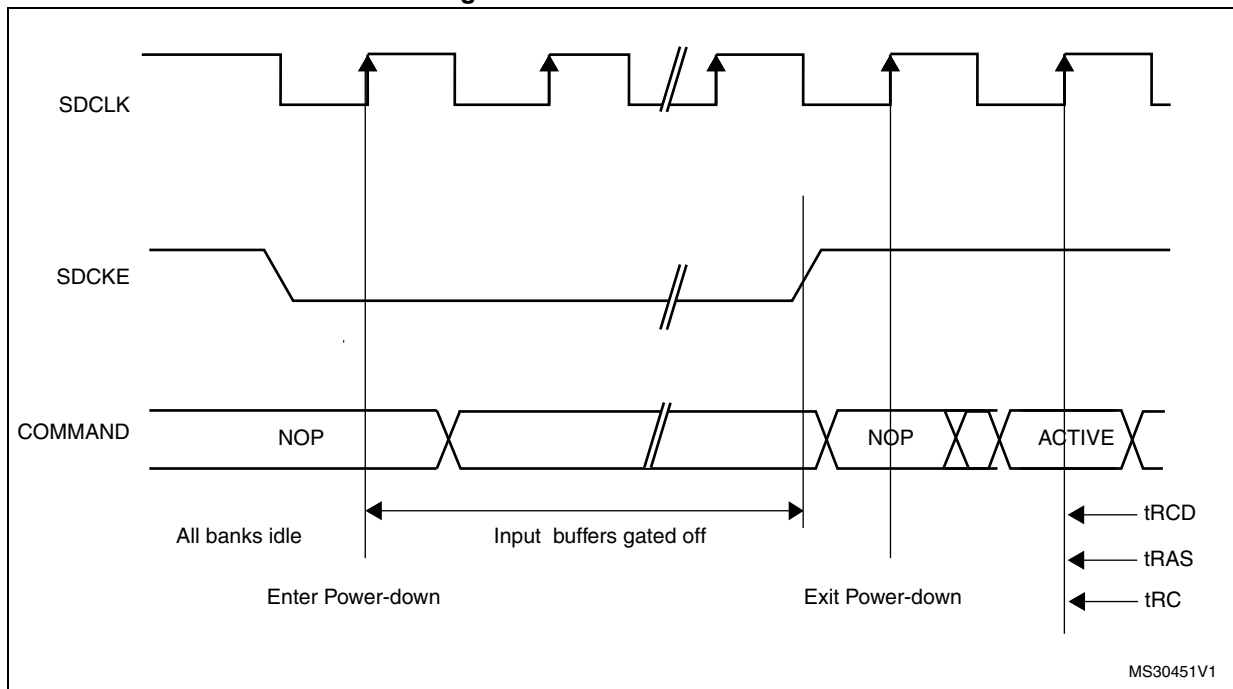 SDCLK
SDCKE
COMMAND
NOP
NOP
ACTIVE
All banks idle
Input buffers gated off
tRCD
tRAS
tRC
Enter Power-down
Exit Power-down
MS30451V1